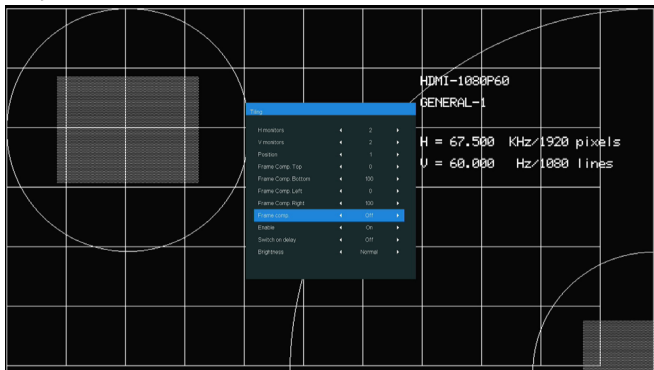 HDMI-1080P60
GENERAL-1
H = 67.500 KHz/1920 pixels
V = 60.000 Hz/1080 lines
Tiling
H monitors 2
V monitors 2
Position 1
Frame Comp. Top 0
Frame Comp. Bottom 100
Frame Comp. Left 0
Frame Comp. Right 100
Frame comp. Off
Enable On
Switch on delay Off
Brightness Normal